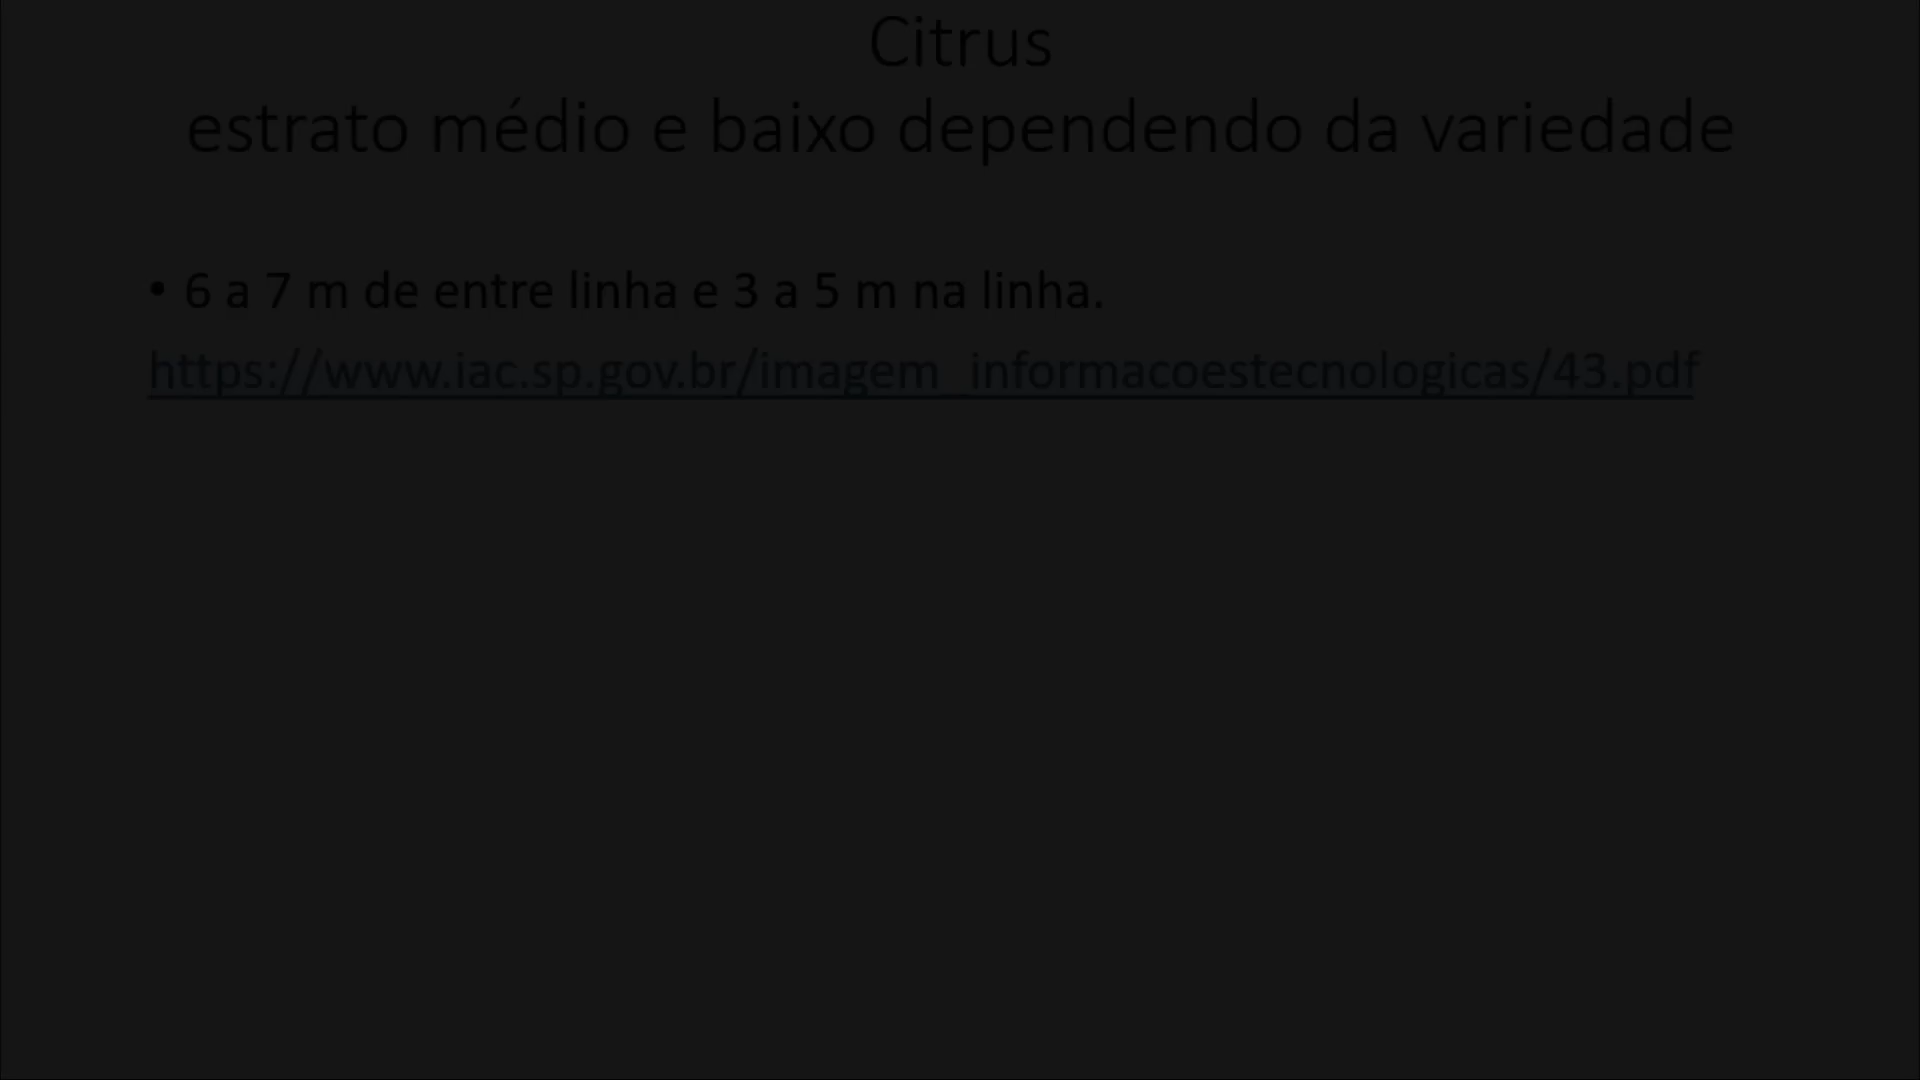 Citrus
estrato médio e baixo dependendo da variedade
• 6 a 7 m de entre linha e 3 a 5 m na linha.
https://www.iac.sp.gov.br/imagem_informacoestecnologicas/43.pdf